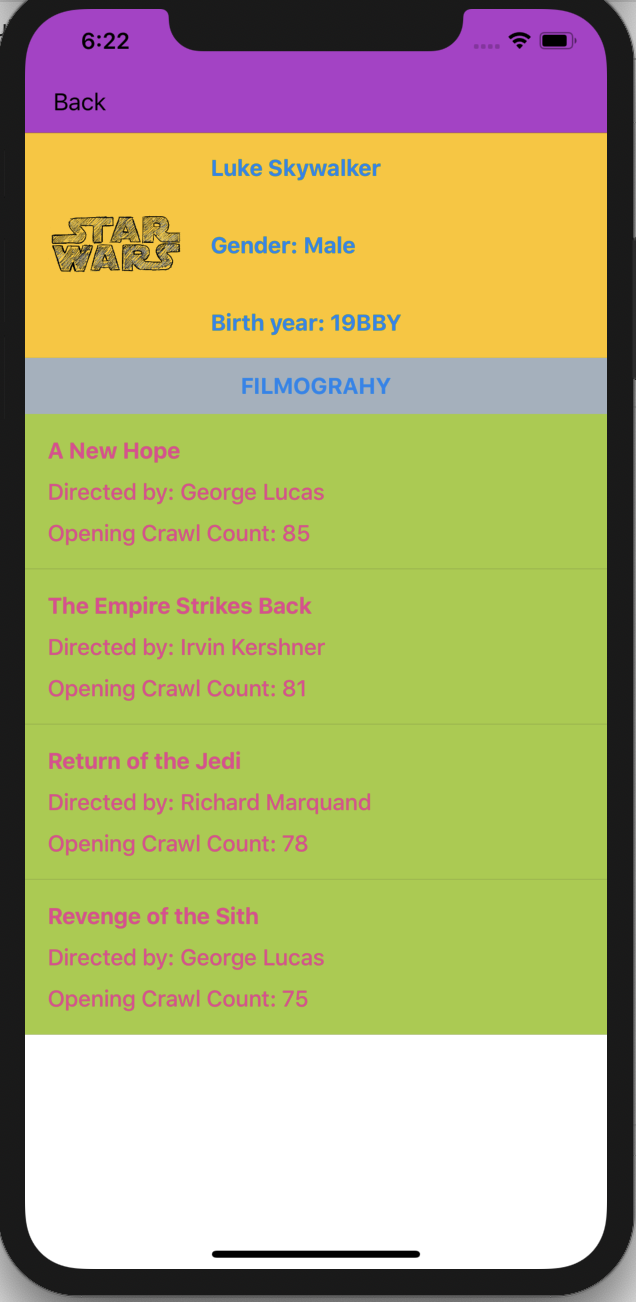 6:22
Back
Luke Skywalker
STAR
WARS
Gender: Male
Birth year: 19BBY
FILMOGRAHY
A New Hope
Directed by: George Lucas
Opening Crawl Count: 85
The Empire Strikes Back
Directed by: Irvin Kershner
Opening Crawl Count: 81
Return of the Jedi
Directed by: Richard Marquand
Opening Crawl Count: 78
Revenge of the Sith
Directed by: George Lucas
Opening Crawl Count: 75